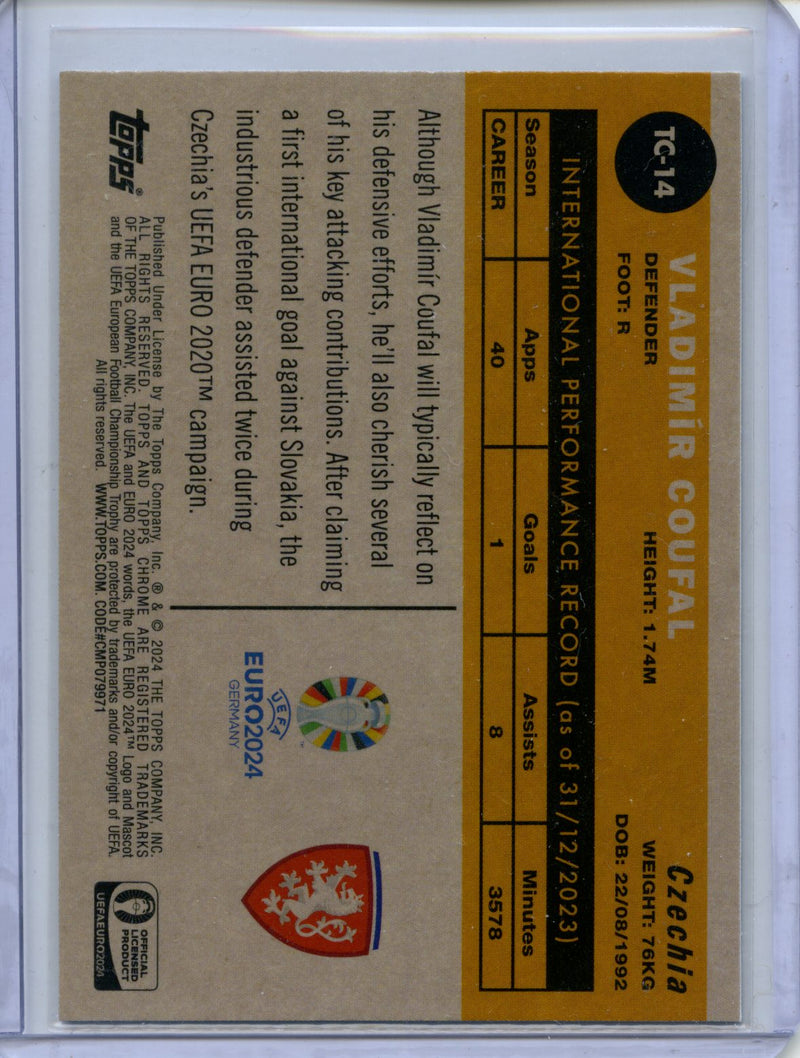 TC-14
VLADIMÍR COUFAL
Czechia
DEFENDER HEIGHT: 1.74M WEIGHT: 76KG
FOOT: R DOB: 22/08/1992
INTERNATIONAL PERFORMANCE RECORD (as of 31/12/2023)
Season Apps Goals Assists Minutes
CAREER 40 1 8 3578
Although Vladimír Coufal will typically reflect on
his defensive efforts, he'll also cherish several
of his key attacking contributions. After claiming
a first international goal against Slovakia, the
industrious defender assisted twice during
Czechia's UEFA EURO 2020™ campaign.
UEFA
EURO2024
GERMANY
topps®
Published Under License by The Topps Company, Inc. ® & © 2024 THE TOPPS COMPANY, INC.
ALL RIGHTS RESERVED. TOPPS AND TOPPS CHROME ARE REGISTERED TRADEMARKS
OF THE TOPPS COMPANY, INC. The UEFA and EURO 2024 words, the UEFA EURO 2024™ Logo and Mascot
and the UEFA European Football Championship Trophy are protected by trademarks and/or copyright of UEFA.
All rights reserved. WWW.TOPPS.COM. CODE#CMP079971
OFFICIAL
LICENSED
PRODUCT
UEFAEURO2024